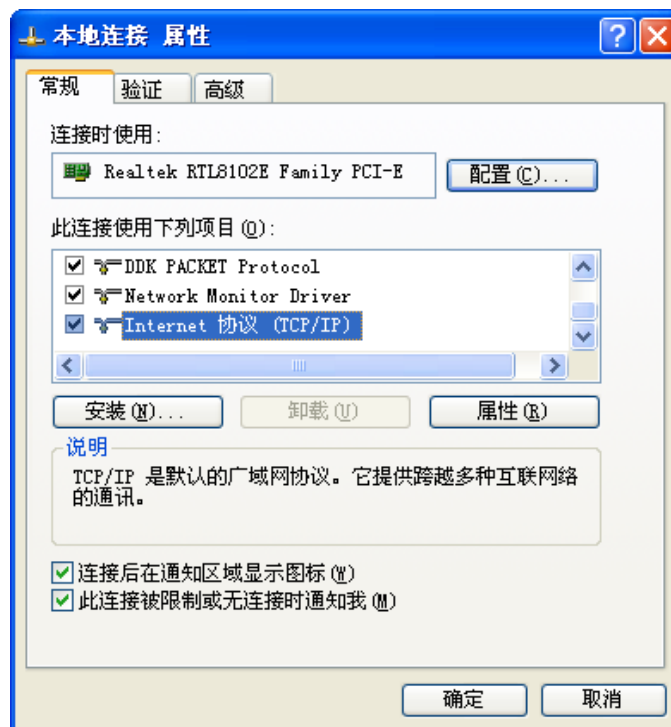 本地连接 属性
常规 验证 高级
连接时使用:
Realtek RTL8102E Family PCI-E 配置(C)...
此连接使用下列项目(O):
DDK PACKET Protocol
Network Monitor Driver
Internet 协议 (TCP/IP)
安装(N)... 卸载(U) 属性(R)
说明
TCP/IP 是默认的广域网协议。它提供跨越多种互联网络
的通讯。
连接后在通知区域显示图标(W)
此连接被限制或无连接时通知我(M)
确定 取消